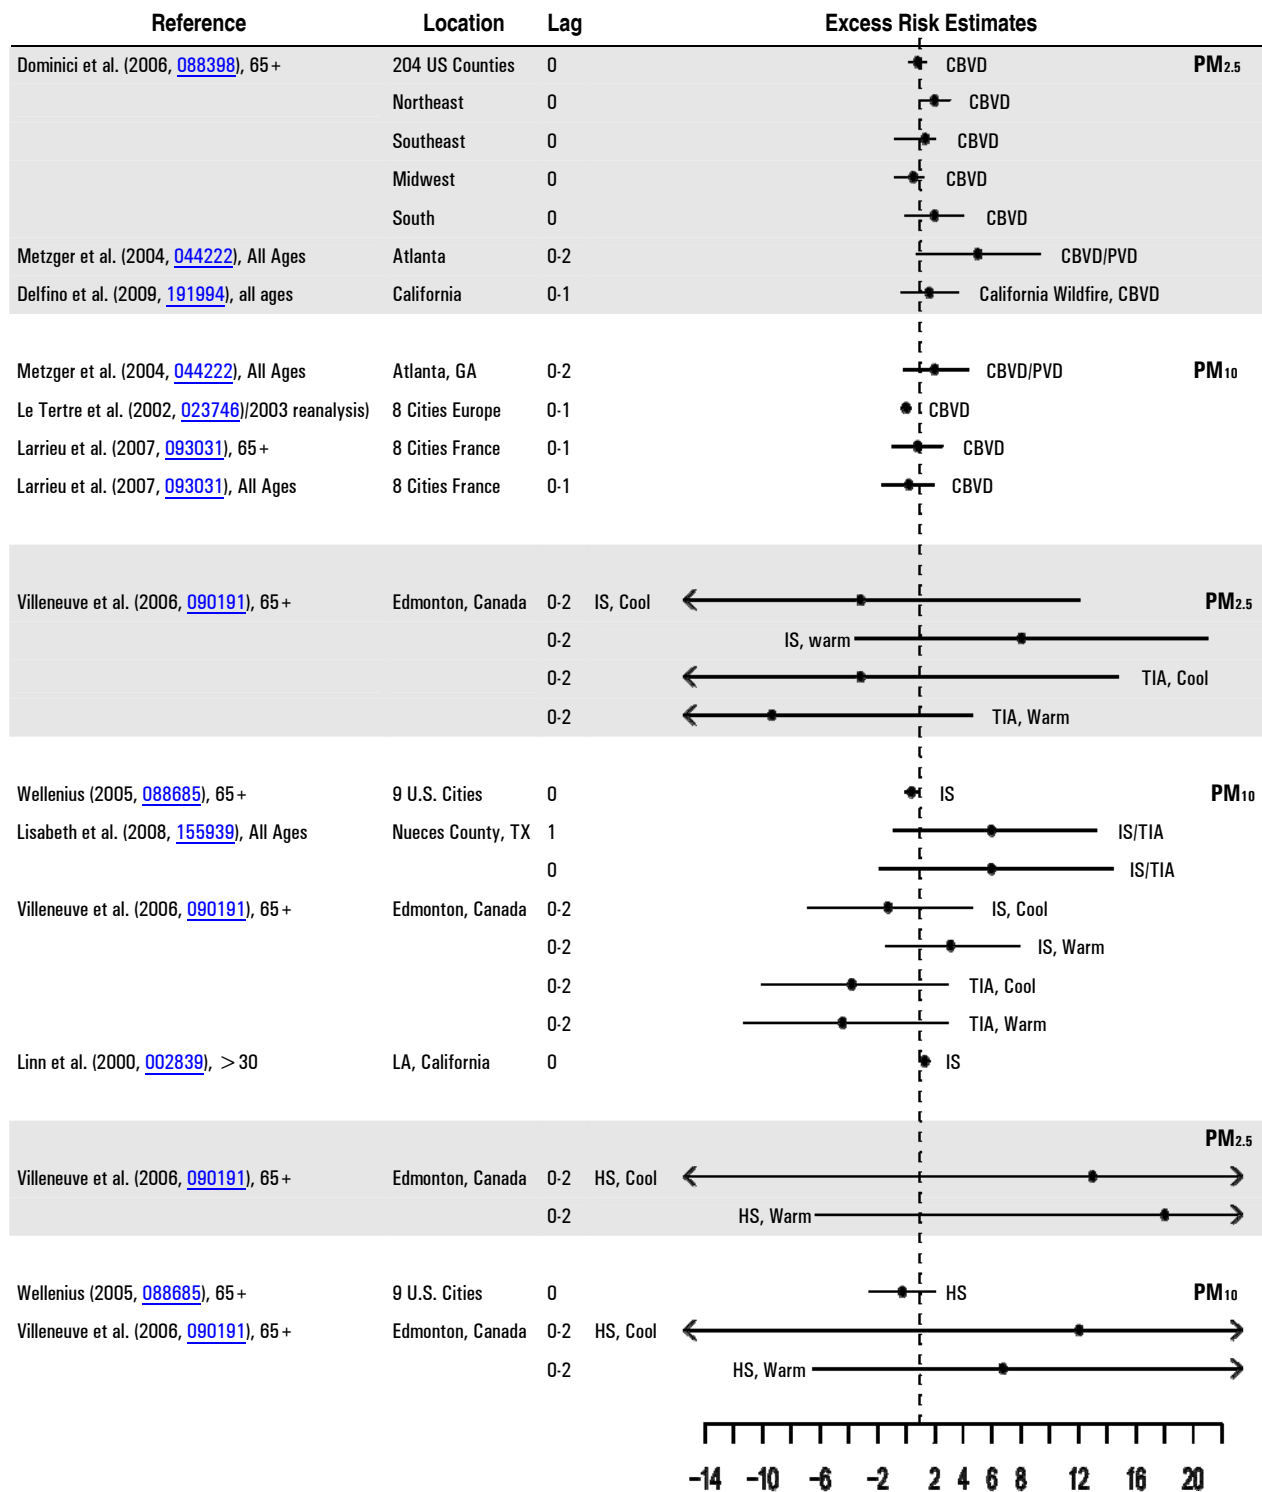 Reference Location Lag Excess Risk Estimates
Dominici et al. (2006, 088398), 65+ 204 US Counties 0 CBVD PM2.5
Northeast 0 CBVD
Southeast 0 CBVD
Midwest 0 CBVD
South 0 CBVD
Metzger et al. (2004, 044222), All Ages Atlanta 0-2 CBVD/PVD
Delfino et al. (2009, 191994), all ages California 0-1 California Wildfire, CBVD
Metzger et al. (2004, 044222), All Ages Atlanta, GA 0-2 CBVD/PVD PM10
Le Tertre et al. (2002, 023746)/2003 reanalysis) 8 Cities Europe 0-1 CBVD
Larrieu et al. (2007, 093031), 65+ 8 Cities France 0-1 CBVD
Larrieu et al. (2007, 093031), All Ages 8 Cities France 0-1 CBVD
Villeneuve et al. (2006, 090191), 65+ Edmonton, Canada 0-2 IS, Cool PM2.5
0-2 IS, warm
0-2 TIA, Cool
0-2 TIA, Warm
Wellenius (2005, 088685), 65+ 9 U.S. Cities 0 IS PM10
Lisabeth et al. (2008, 155939), All Ages Nueces County, TX 1 IS/TIA
0 IS/TIA
Villeneuve et al. (2006, 090191), 65+ Edmonton, Canada 0-2 IS, Cool
0-2 IS, Warm
0-2 TIA, Cool
0-2 TIA, Warm
Linn et al. (2000, 002839), >30 LA, California 0 IS
PM2.5
Villeneuve et al. (2006, 090191), 65+ Edmonton, Canada 0-2 HS, Cool
0-2 HS, Warm
Wellenius (2005, 088685), 65+ 9 U.S. Cities 0 HS PM10
Villeneuve et al. (2006, 090191), 65+ Edmonton, Canada 0-2 HS, Cool
0-2 HS, Warm
-14 -10 -6 -2 2 4 6 8 12 16 20